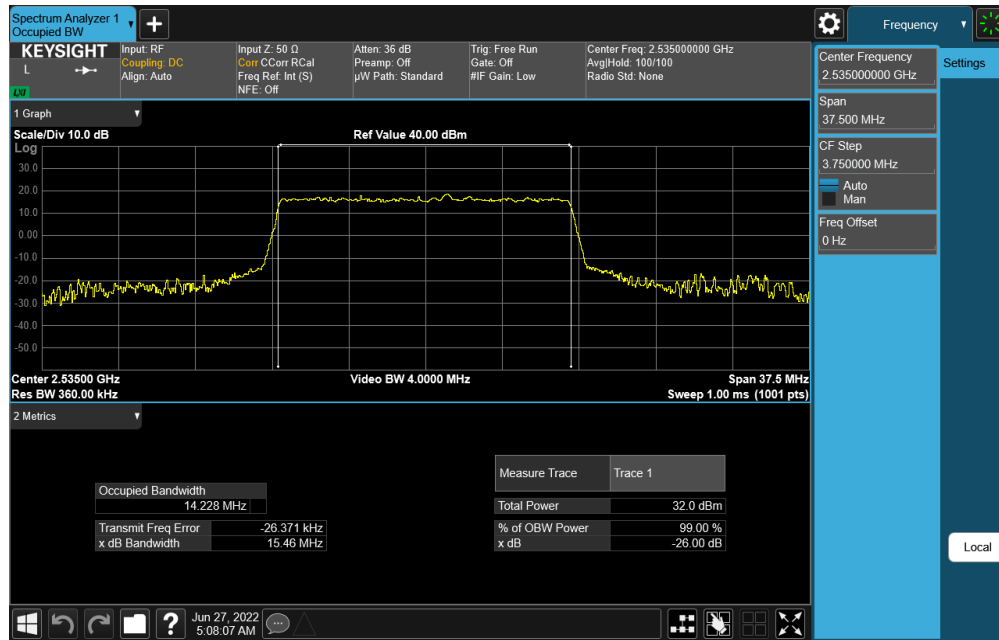 Spectrum Analyzer 1
Occupied BW
Frequency
KEYSIGHT
L
LXI
Input: RF
Coupling: DC
Align: Auto
Input Z: 50 Ω
Corr CCorr RCal
Freq Ref: Int (S)
NFE: Off
Atten: 36 dB
Preamp: Off
µW Path: Standard
Trig: Free Run
Gate: Off
#IF Gain: Low
Center Freq: 2.535000000 GHz
Avg|Hold: 100/100
Radio Std: None
Center Frequency
2.535000000 GHz
Settings
Span
37.500 MHz
CF Step
3.750000 MHz
Auto
Man
Freq Offset
0 Hz
1 Graph
Scale/Div 10.0 dB
Ref Value 40.00 dBm
Log
30.0
20.0
10.0
0.00
-10.0
-20.0
-30.0
-40.0
-50.0
Center 2.53500 GHz
Video BW 4.0000 MHz
Span 37.5 MHz
Res BW 360.00 kHz
Sweep 1.00 ms (1001 pts)
2 Metrics
Measure Trace Trace 1
Occupied Bandwidth
14.228 MHz
Total Power 32.0 dBm
Transmit Freq Error -26.371 kHz
% of OBW Power 99.00 %
x dB Bandwidth 15.46 MHz
x dB -26.00 dB
Local
Jun 27, 2022
5:08:07 AM